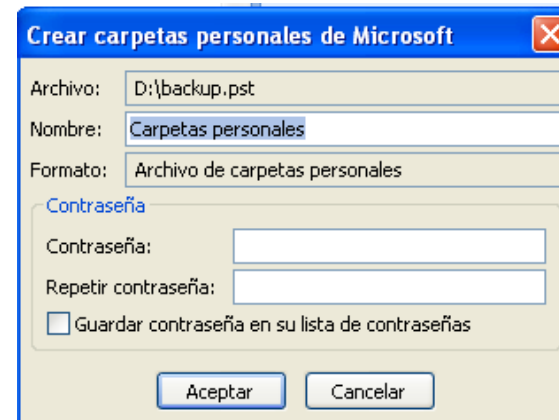 Crear carpetas personales de Microsoft
Archivo: D:\backup.pst
Nombre: Carpetas personales
Formato: Archivo de carpetas personales
Contraseña
Contraseña:
Repetir contraseña:
Guardar contraseña en su lista de contraseñas
Aceptar Cancelar